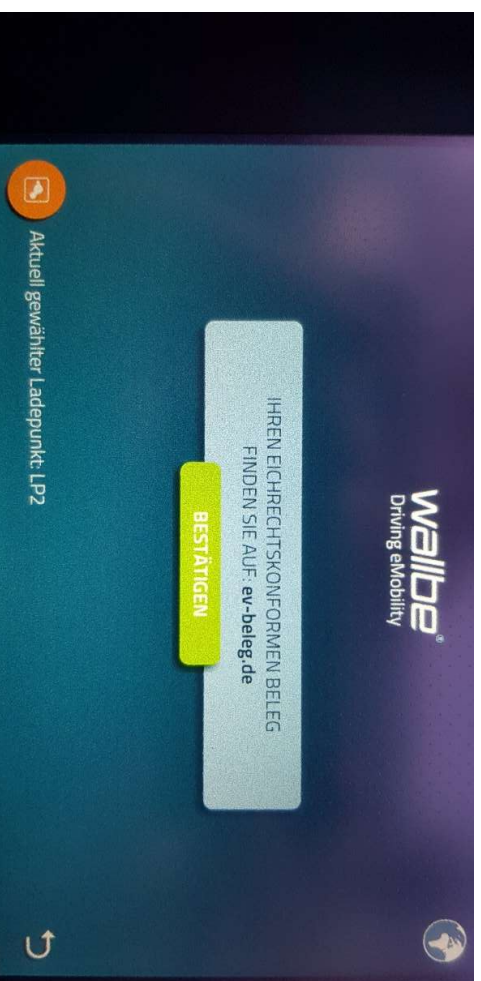 wallbe®
Driving eMobility
IHREN EICHRECHTSKONFORMEN BELEG
FINDEN SIE AUF: ev-beleg.de
BESTÄTIGEN
Aktuell gewählter Ladepunkt: LP2